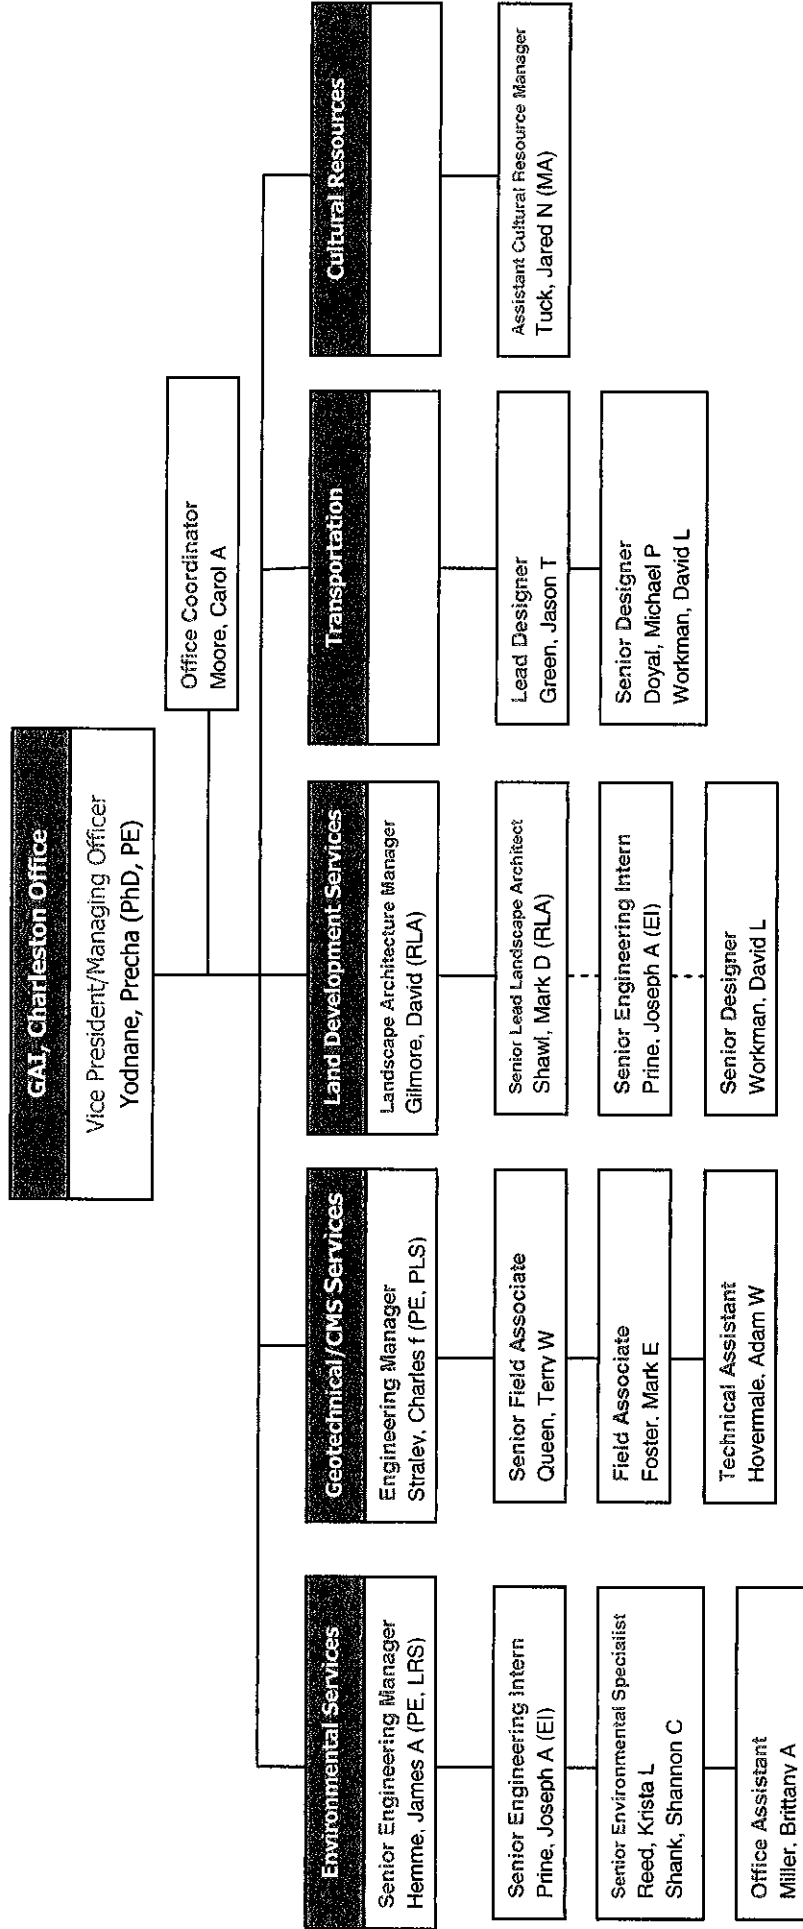 GAI, Charleston Office
Vice President/Managing Officer
Yodnane, Precha (PhD, PE)
Office Coordinator
Moore, Carol A
Environmental Services
Senior Engineering Manager
Hemme, James A (PE, LRS)
Senior Engineering Intern
Prine, Joseph A (EI)
Senior Environmental Specialist
Reed, Krista L
Shank, Shannon C
Office Assistant
Miller, Brittany A
Geotechnical/CMS Services
Engineering Manager
Straley, Charles f (PE, PLS)
Senior Field Associate
Queen, Terry W
Field Associate
Foster, Mark E
Technical Assistant
Hovermale, Adam W
Land Development Services
Landscape Architecture Manager
Gilmore, David (RLA)
Senior Lead Landscape Architect
Shawl, Mark D (RLA)
Senior Engineering Intern
Prine, Joseph A (EI)
Senior Designer
Workman, David L
Transportation
Lead Designer
Green, Jason T
Senior Designer
Doyal, Michael P
Workman, David L
Cultural Resources
Assistant Cultural Resource Manager
Tuck, Jared N (MA)